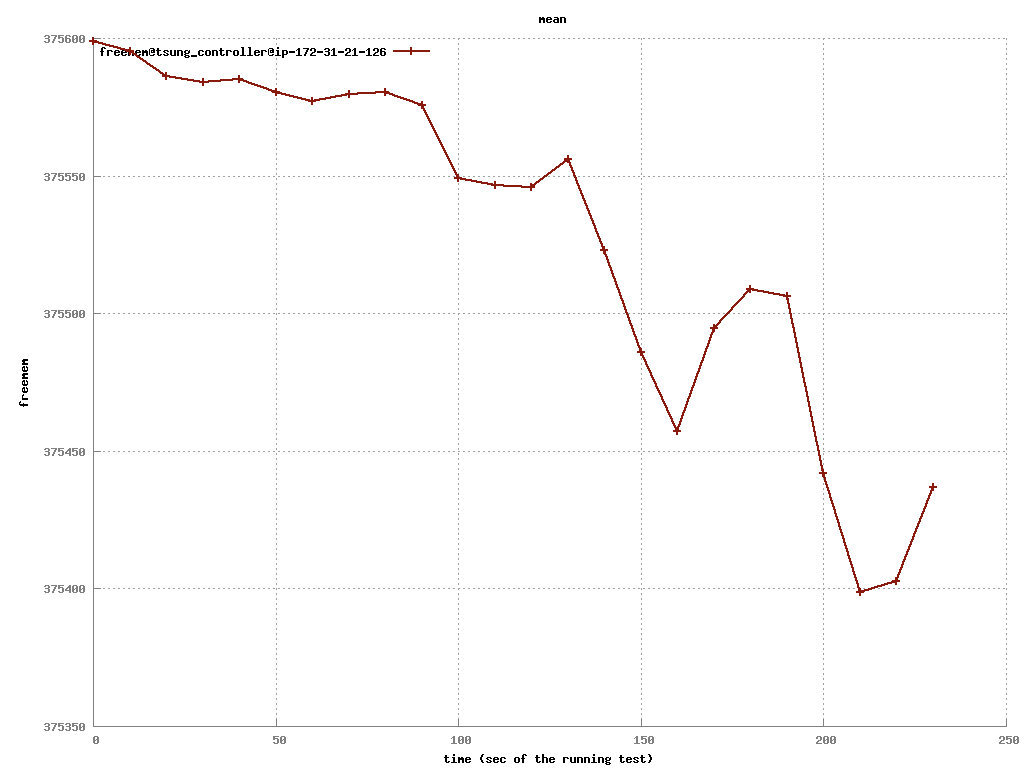 mean
375600
freemem@tsung_controller@ip-172-31-21-126
375550
375500
freemem
375450
375400
375350
0 50 100 150 200 250
time (sec of the running test)